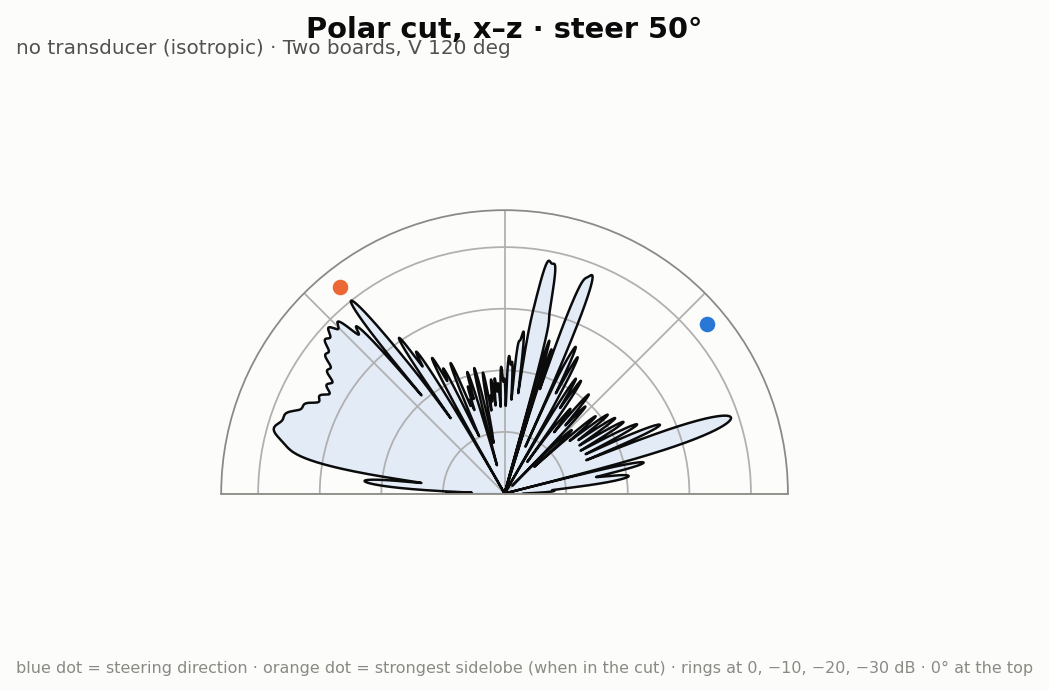 Polar cut, x–z · steer 50°
no transducer (isotropic) · Two boards, V 120 deg
blue dot = steering direction · orange dot = strongest sidelobe (when in the cut) · rings at 0, −10, −20, −30 dB · 0° at the top